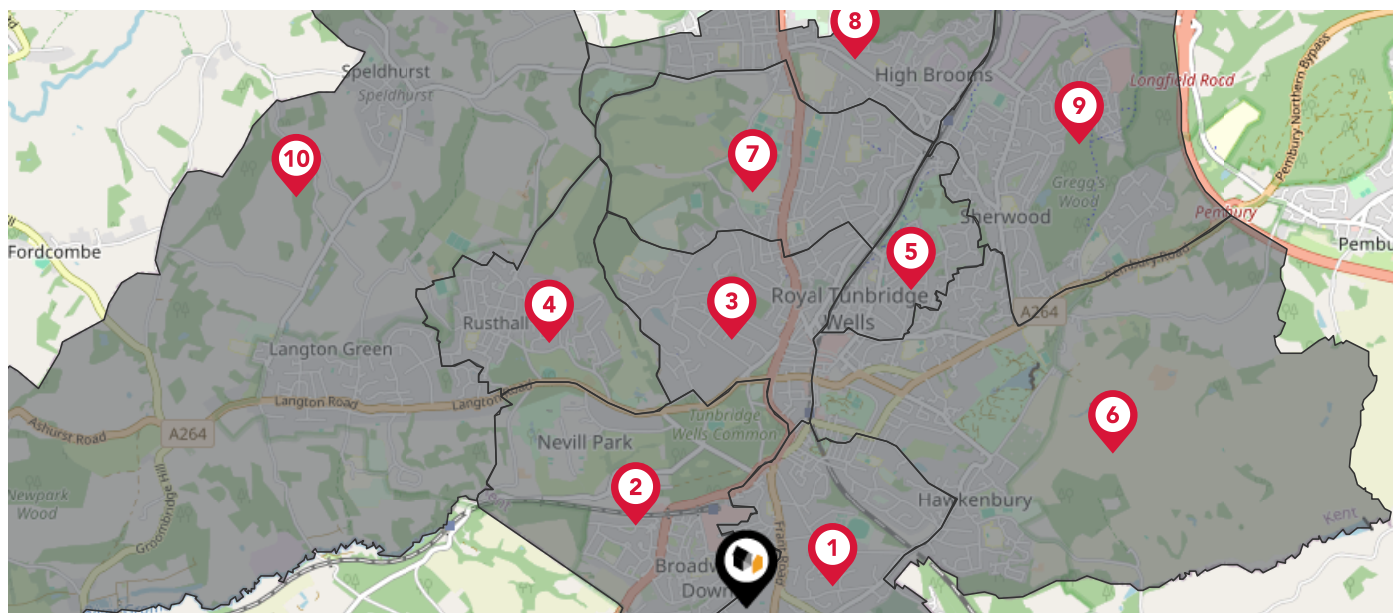 8
Speldhurst
Speldhurst
High Brooms
Longfield Road
Pembury Northern Bypass
9
10
7
Gregg's
Wood
Sherwood
Pembury
Fordcombe
Pembu
5
Pembury Road
4
3
Royal Tunbridge
Wells
A264
Rusthall
Langton Green
Langton Road
Langton Road
Ashurst Road
A264
Tunbridge
Wells Common
6
Nevill Park
2
Newpark
Wood
Groombridge Hill
Hawkenbury
Kent
Frant Road
1
Broadw
Down